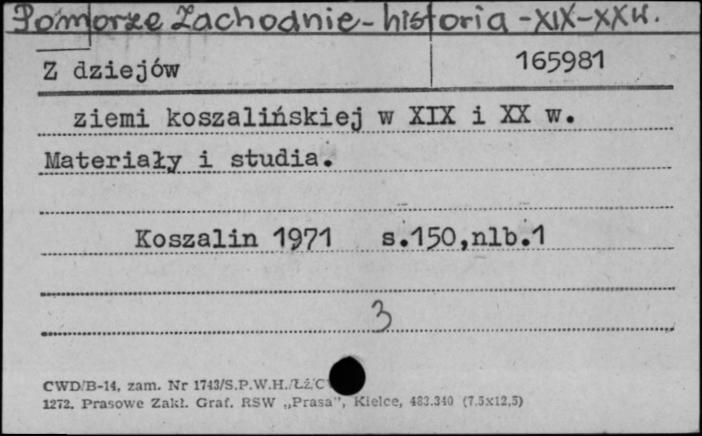 Pomorze Zachodnie - historia - XIX-XX w.
Z dziejów 165981
ziemi koszalińskiej w XIX i XX w.
Materiały i studia.
Koszalin 1971 s.150,nlb.1
3
CWD/B-14, zam. Nr 1743/S.P.W.H./Łź/C
1272. Prasowe Zakł. Graf. RSW „Prasa”, Kielce, 483.340 (7.5x12,5)